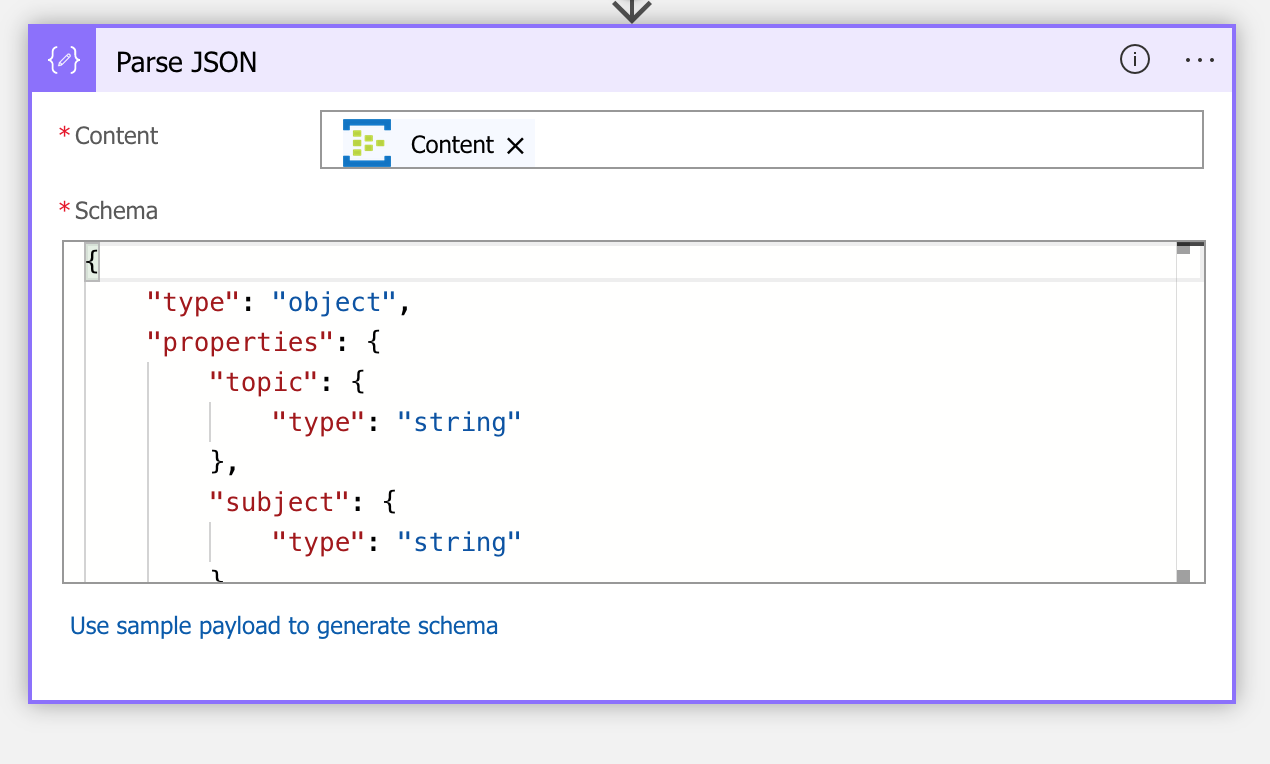 Parse JSON
* Content
Content
* Schema
{
    "type": "object",
    "properties": {
        "topic": {
            "type": "string"
        },
        "subject": {
            "type": "string"
        }
Use sample payload to generate schema